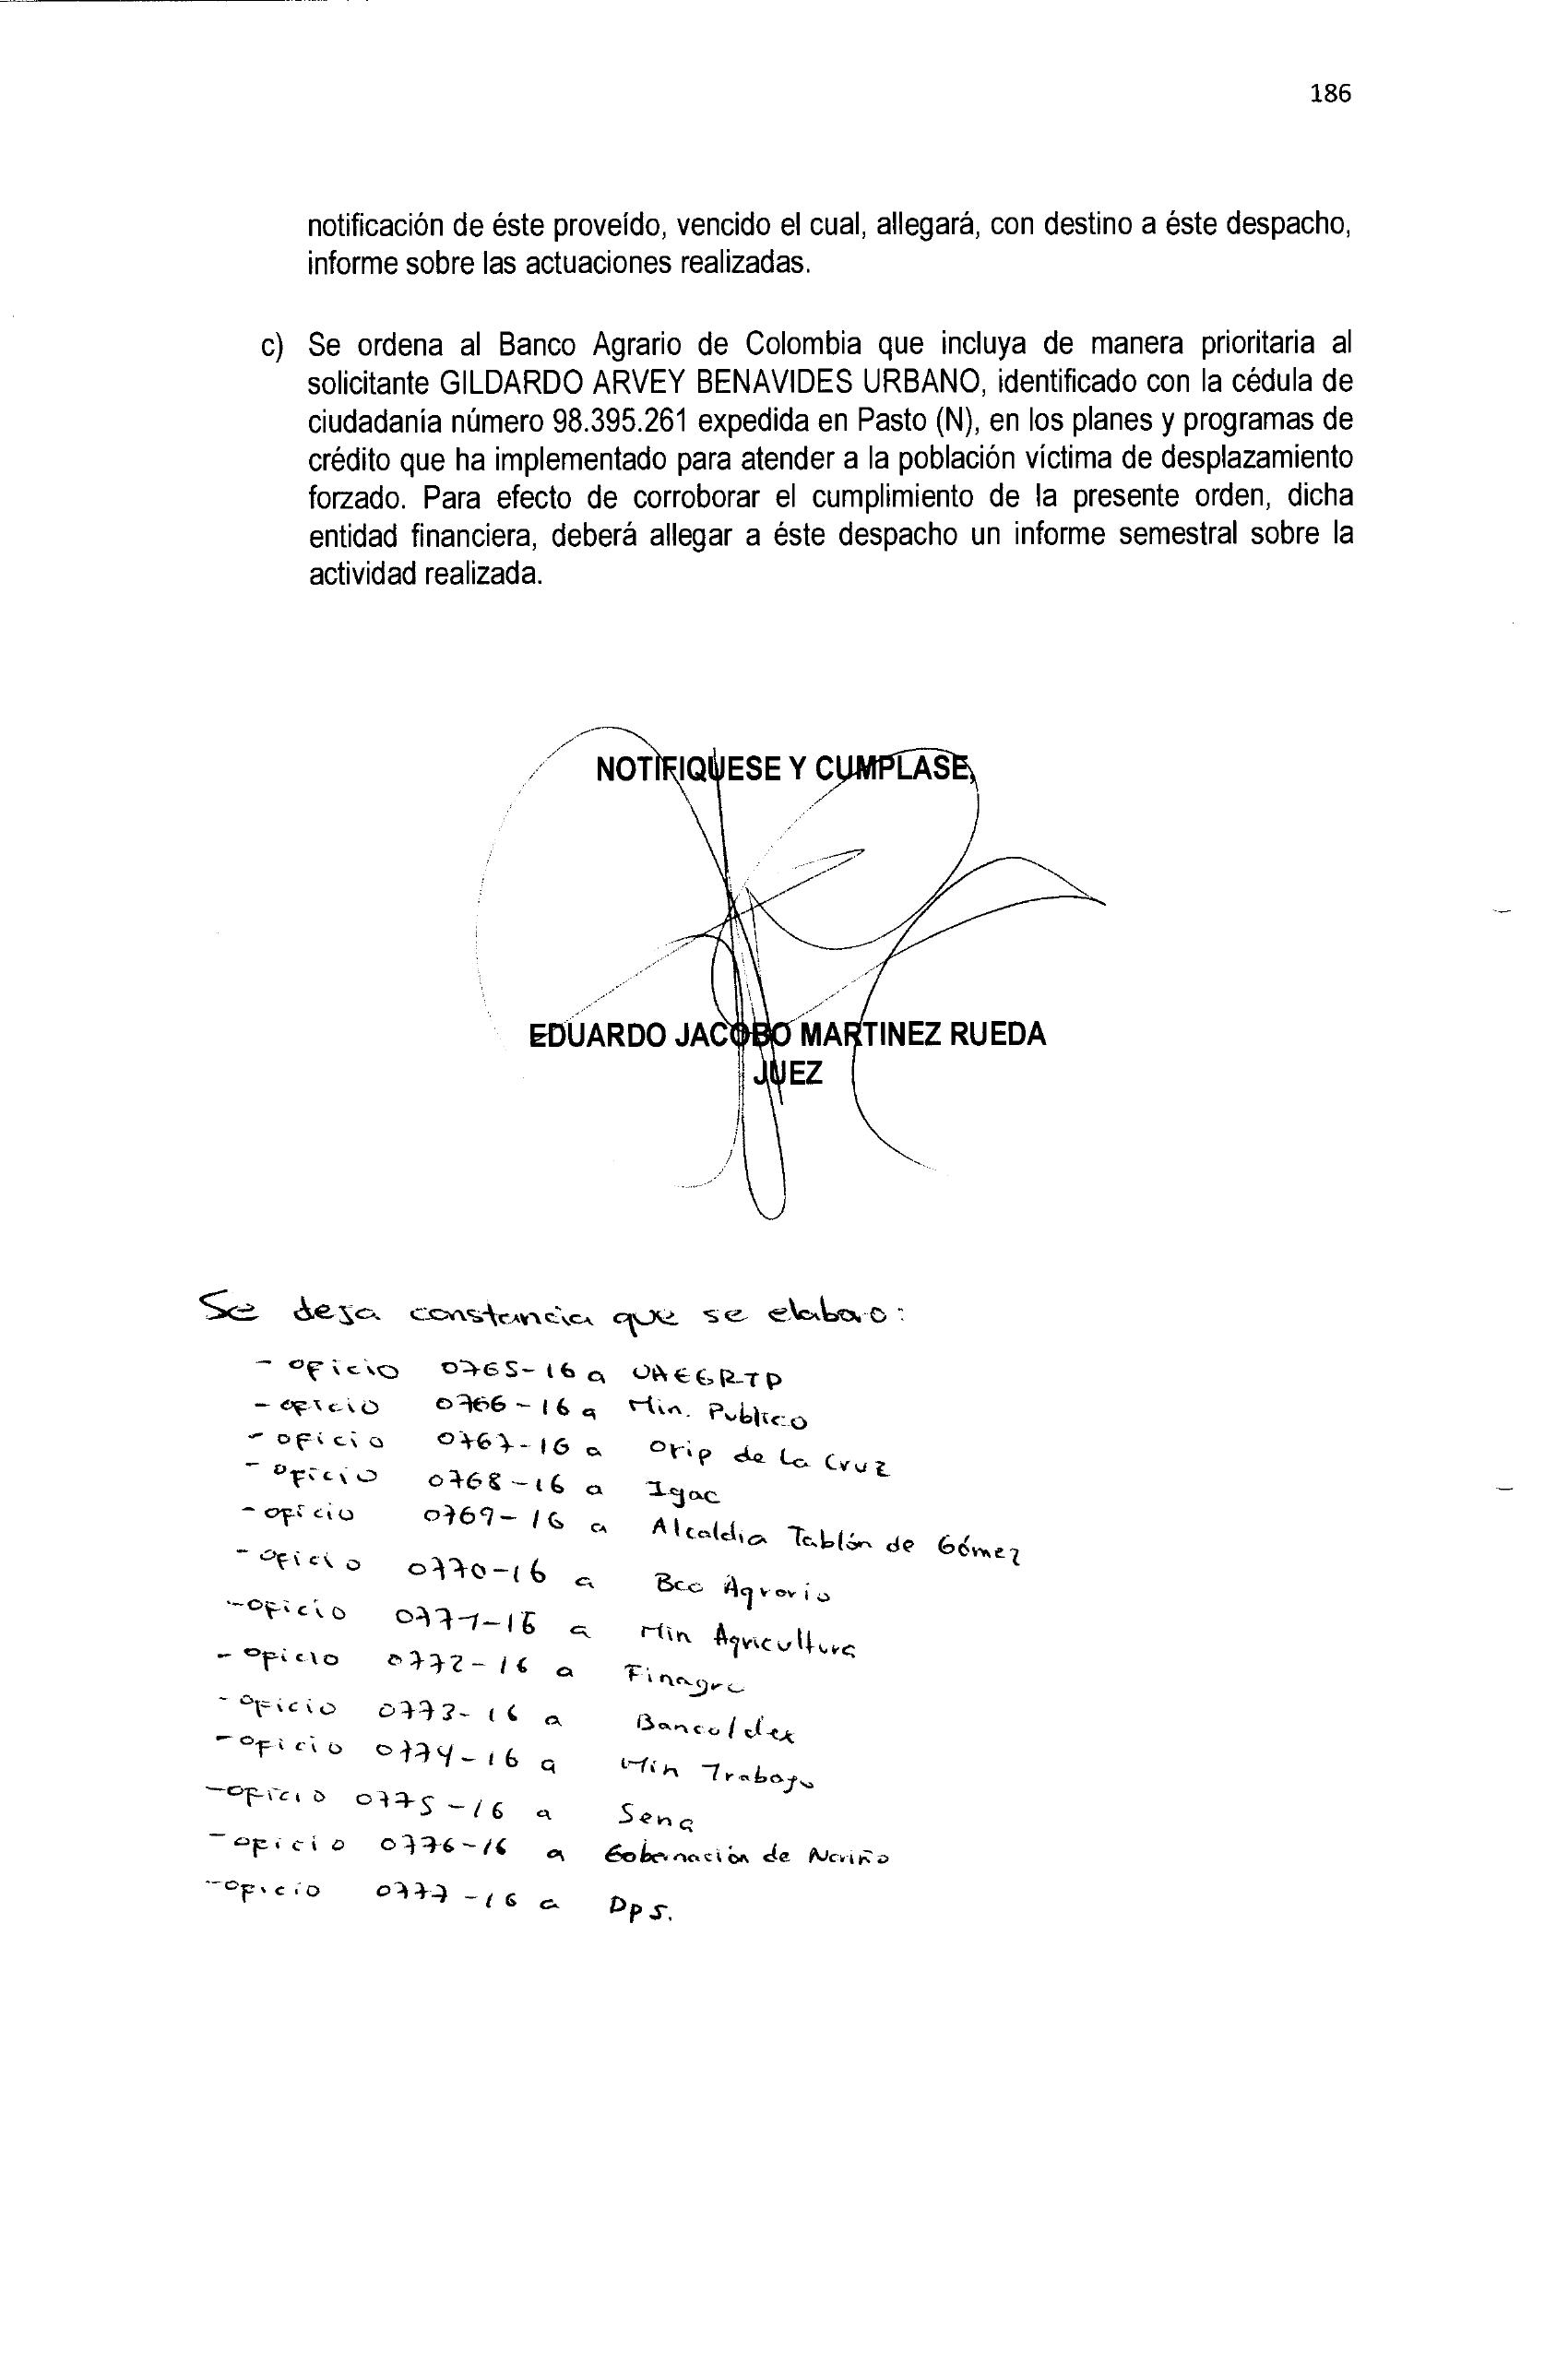 186
notificación de éste proveído, vencido el cual, allegará, con destino a éste despacho,
informe sobre las actuaciones realizadas.
c) Se ordena al Banco Agrario de Colombia que incluya de manera prioritaria al
solicitante GILDARDO ARVEY BENAVIDES URBANO, identificado con la cédula de
ciudadanía número 98.395.261 expedida en Pasto (N), en los planes y programas de
crédito que ha implementado para atender a la población víctima de desplazamiento
forzado. Para efecto de corroborar el cumplimiento de la presente orden, dicha
entidad financiera, deberá allegar a éste despacho un informe semestral sobre la
actividad realizada.
NOTIFIQUESE Y CUMPLASE,
EDUARDO JACOBO MARTINEZ RUEDA
JUEZ
Se deja constancia que se elaboro:
- oficio 0765-16 a UAEGRTD
- oficio 0766-16 a Min. Publico
- oficio 0767-16 a Orip de La Cruz
- oficio 0768-16 a Igac
- oficio 0769-16 a Alcaldia Tablón de Gómez
- oficio 0770-16 a Bco Agrario
- oficio 0771-16 a Min Agricultura
- oficio 0772-16 a Finagro
- oficio 0773-16 a Bancoldex
- oficio 0774-16 a Min Trabajo
- oficio 0775-16 a Sena
- oficio 0776-16 a Gobernación de Nariño
- oficio 0777-16 a Dps.